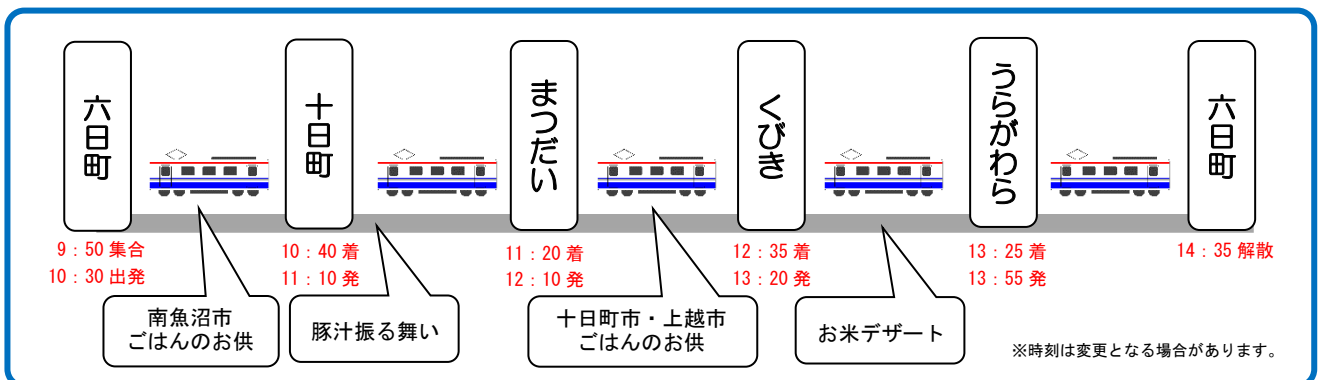 六日町
十日町
まつだい
くびき
うらがわら
六日町
9：50 集合
10：30 出発
10：40 着
11：10 発
11：20 着
12：10 発
12：35 着
13：20 発
13：25 着
13：55 発
14：35 解散
南魚沼市
ごはんのお供
豚汁振る舞い
十日町市・上越市
ごはんのお供
お米デザート
※時刻は変更となる場合があります。